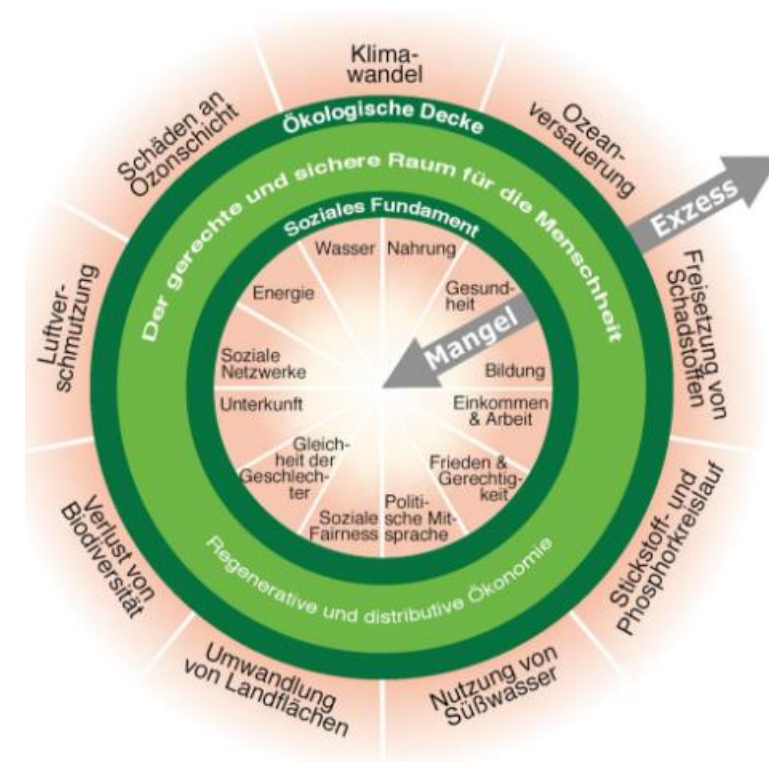 Klima-
wandel
Ozean-
versauerung
Freisetzung von
Schadstoffen
Stickstoff- und
Phosphorkreislauf
Nutzung von
Süßwasser
Umwandlung
von Landflächen
Verlust von
Biodiversität
Luftver-
schmutzung
Schäden an
Ozonschicht
Ökologische Decke
Der gerechte und sichere Raum für die Menschheit
Soziales Fundament
Wasser
Nahrung
Gesund-
heit
Bildung
Einkommen
& Arbeit
Frieden &
Gerechtig-
keit
Politi-
sche Mit-
sprache
Soziale
Fairness
Gleich-
heit der
Geschlech-
ter
Unterkunft
Soziale
Netzwerke
Energie
Mangel
Exzess
Regenerative und distributive Ökonomie